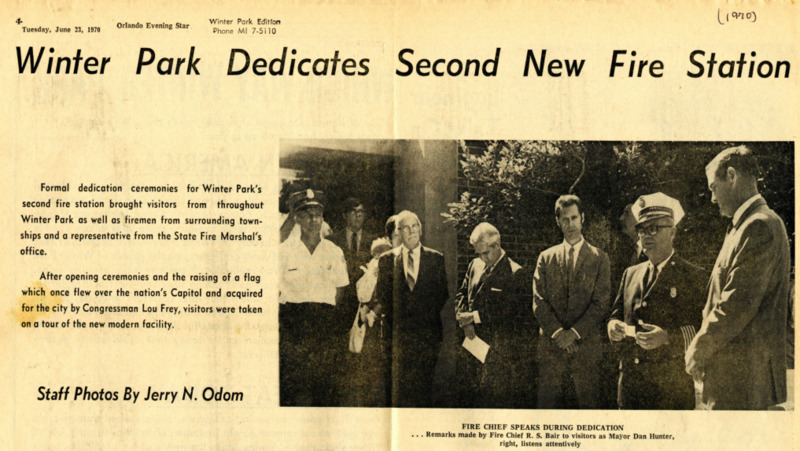 4-
Tuesday, June 23, 1970
Orlando Evening Star
Winter Park Edition
Phone MI 7-5110
(1970)
Winter Park Dedicates Second New Fire Station
Formal dedication ceremonies for Winter Park's
second fire station brought visitors from throughout
Winter Park as well as firemen from surrounding town-
ships and a representative from the State Fire Marshal's
office.
After opening ceremonies and the raising of a flag
which once flew over the nation's Capitol and acquired
for the city by Congressman Lou Frey, visitors were taken
on a tour of the new modern facility.
Staff Photos By Jerry N. Odom
FIRE CHIEF SPEAKS DURING DEDICATION
. . . Remarks made by Fire Chief R. S. Bair to visitors as Mayor Dan Hunter,
right, listens attentively